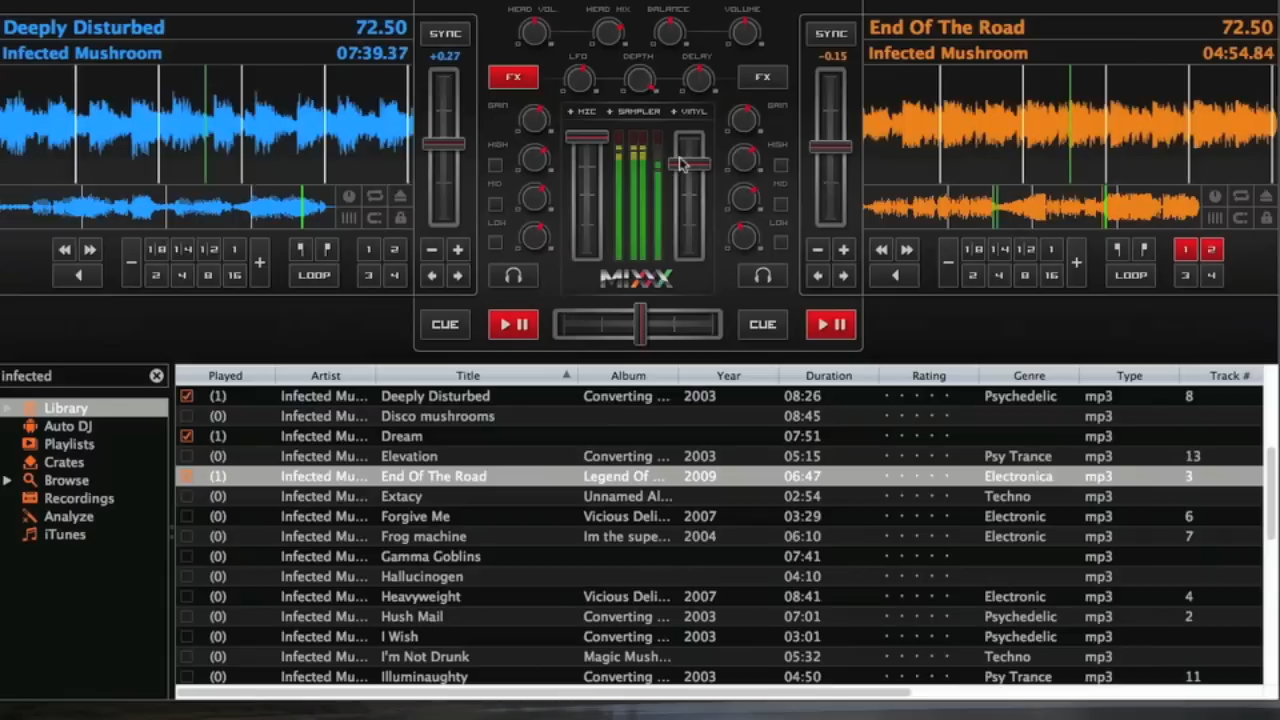 HEAD VOL. HEAD MIX BALANCE VOLUME
Deeply Disturbed 72.50
Infected Mushroom 07:39.37
SYNC
+0.27
SYNC
-0.15
End Of The Road 72.50
Infected Mushroom 04:54.84
LFO DEPTH DELAY
FX FX
GAIN GAIN
+ MIC + SAMPLER + VINYL
HIGH HIGH
MID MID
LOW LOW
1|8 1|4 1|2 1
2 4 8 16
LOOP
1 2
3 4
1|8 1|4 1|2 1
2 4 8 16
LOOP
1 2
3 4
MIXXX
CUE CUE
infected
Library
Auto DJ
Playlists
Crates
Browse
Recordings
Analyze
iTunes
Played Artist Title Album Year Duration Rating Genre Type Track #
(1) Infected Mu... Deeply Disturbed Converting ... 2003 08:26 Psychedelic mp3 8
(0) Infected Mu... Disco mushrooms 08:45 mp3
(1) Infected Mu... Dream 07:51 mp3
(0) Infected Mu... Elevation Converting ... 2003 05:15 Psy Trance mp3 13
(1) Infected Mu... End Of The Road Legend Of ... 2009 06:47 Electronica mp3 3
(0) Infected Mu... Extacy Unnamed Al... 02:54 Techno mp3
(0) Infected Mu... Forgive Me Vicious Deli... 2007 03:29 Electronic mp3 6
(0) Infected Mu... Frog machine Im the supe... 2004 06:10 Electronic mp3 7
(0) Infected Mu... Gamma Goblins 07:41 mp3
(0) Infected Mu... Hallucinogen 04:10 mp3
(0) Infected Mu... Heavyweight Vicious Deli... 2007 08:41 Electronic mp3 4
(0) Infected Mu... Hush Mail Converting ... 2003 07:01 Psychedelic mp3 2
(0) Infected Mu... I Wish Converting ... 2003 03:01 Psychedelic mp3
(0) Infected Mu... I'm Not Drunk Magic Mush... 05:32 Techno mp3
(0) Infected Mu... Illuminaughty Converting ... 2003 04:50 Psy Trance mp3 11